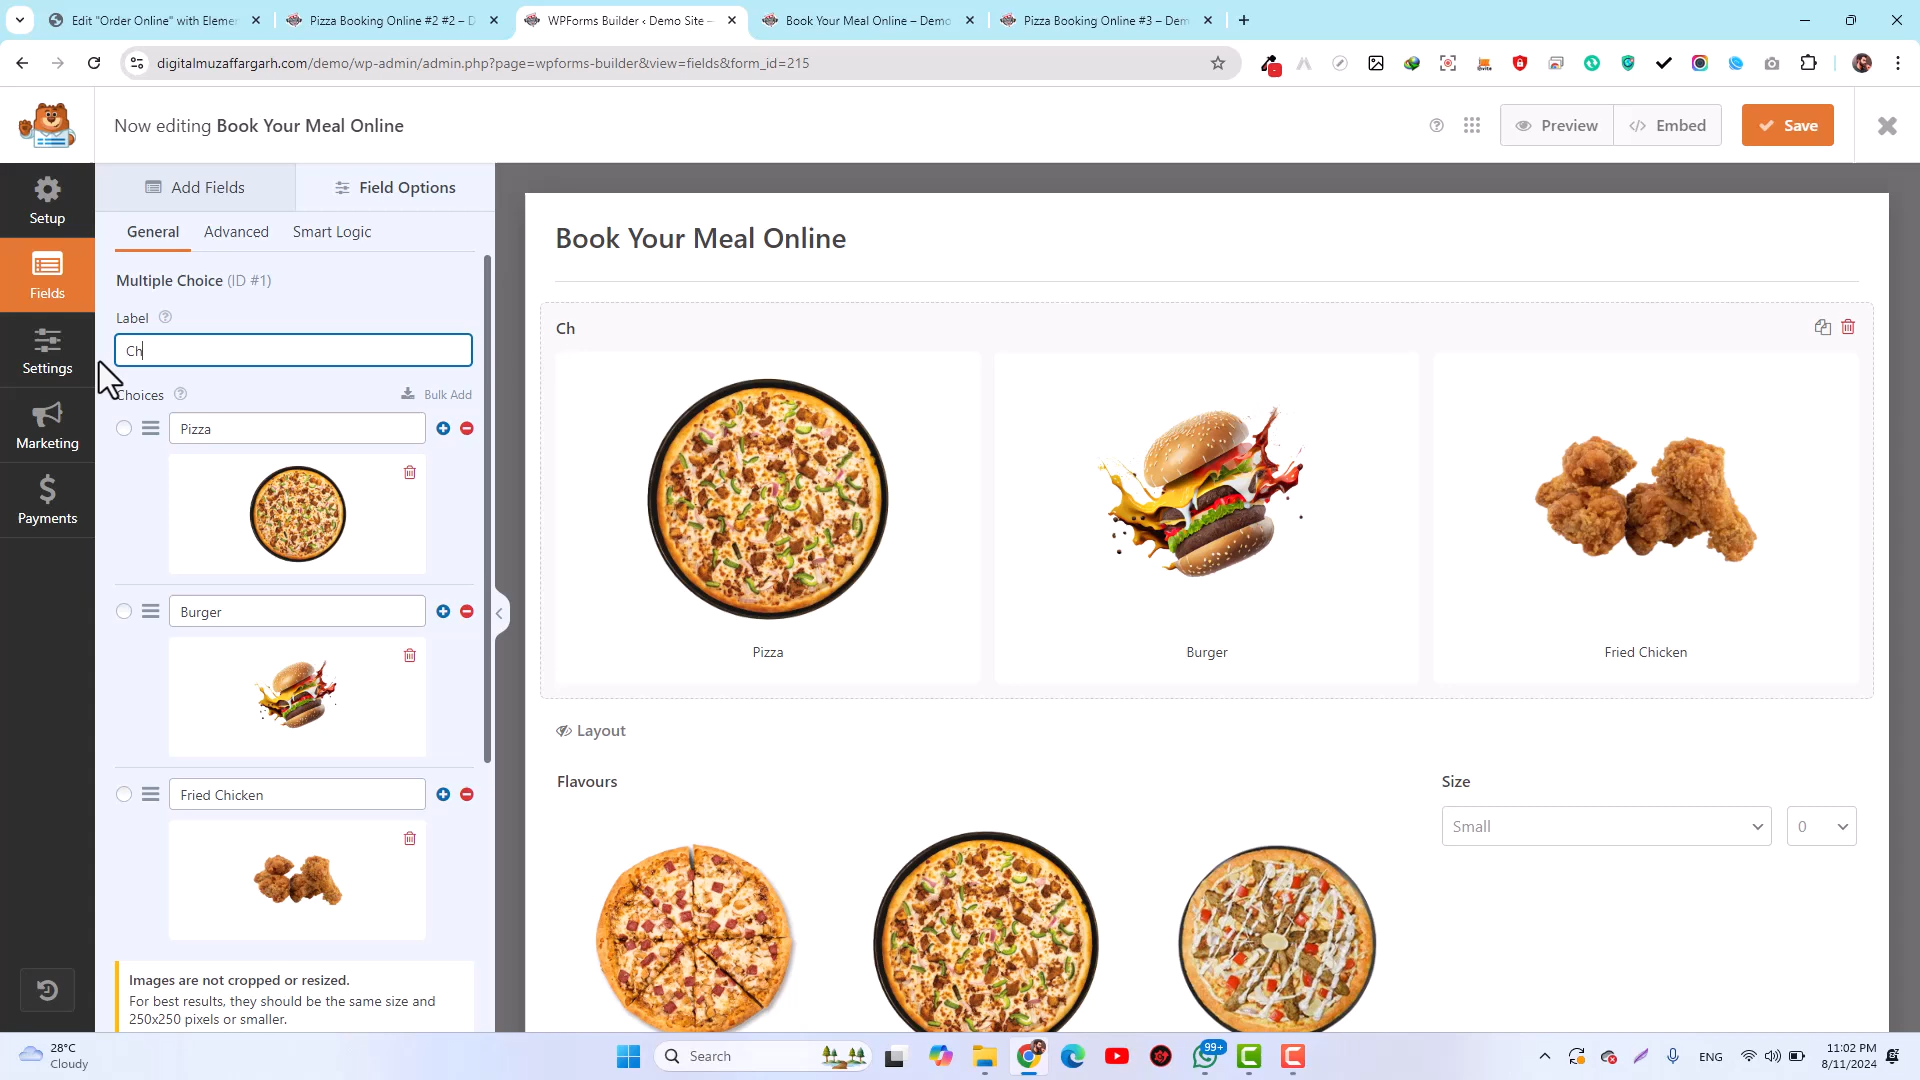 Edit "Order Online" with Elemen
Pizza Booking Online #2 #2 – D
WPForms Builder ‹ Demo Site –
Book Your Meal Online – Demo
Pizza Booking Online #3 – Dem
digitalmuzaffargarh.com/demo/wp-admin/admin.php?page=wpforms-builder&view=fields&form_id=215
Now editing Book Your Meal Online
Preview
Embed
Save
Setup
Fields
Settings
Marketing
Payments
Add Fields
Field Options
General
Advanced
Smart Logic
Multiple Choice (ID #1)
Label
Ch
Choices
Bulk Add
Pizza
Burger
Fried Chicken
Images are not cropped or resized.
For best results, they should be the same size and
250x250 pixels or smaller.
Book Your Meal Online
Ch
Pizza
Burger
Fried Chicken
Layout
Flavours
Size
Small
0
28°C
Cloudy
Search
99+
ENG
11:02 PM
8/11/2024